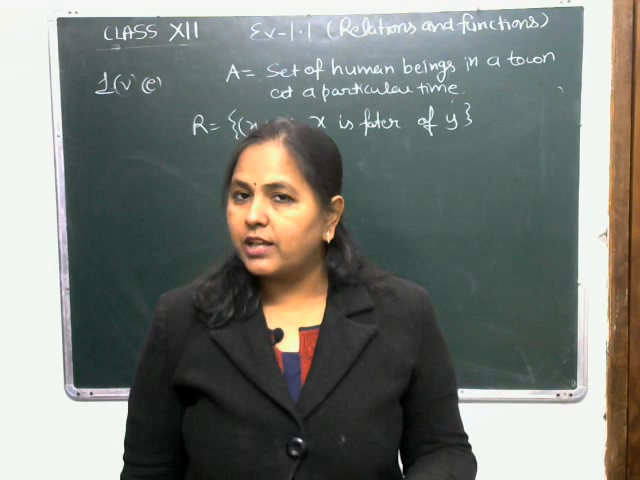 CLASS XII Ex-1.1 (Relations and functions)
1(v) (e) A = Set of human beings in a town
at a particular time.
R = {(x x is fater of y}